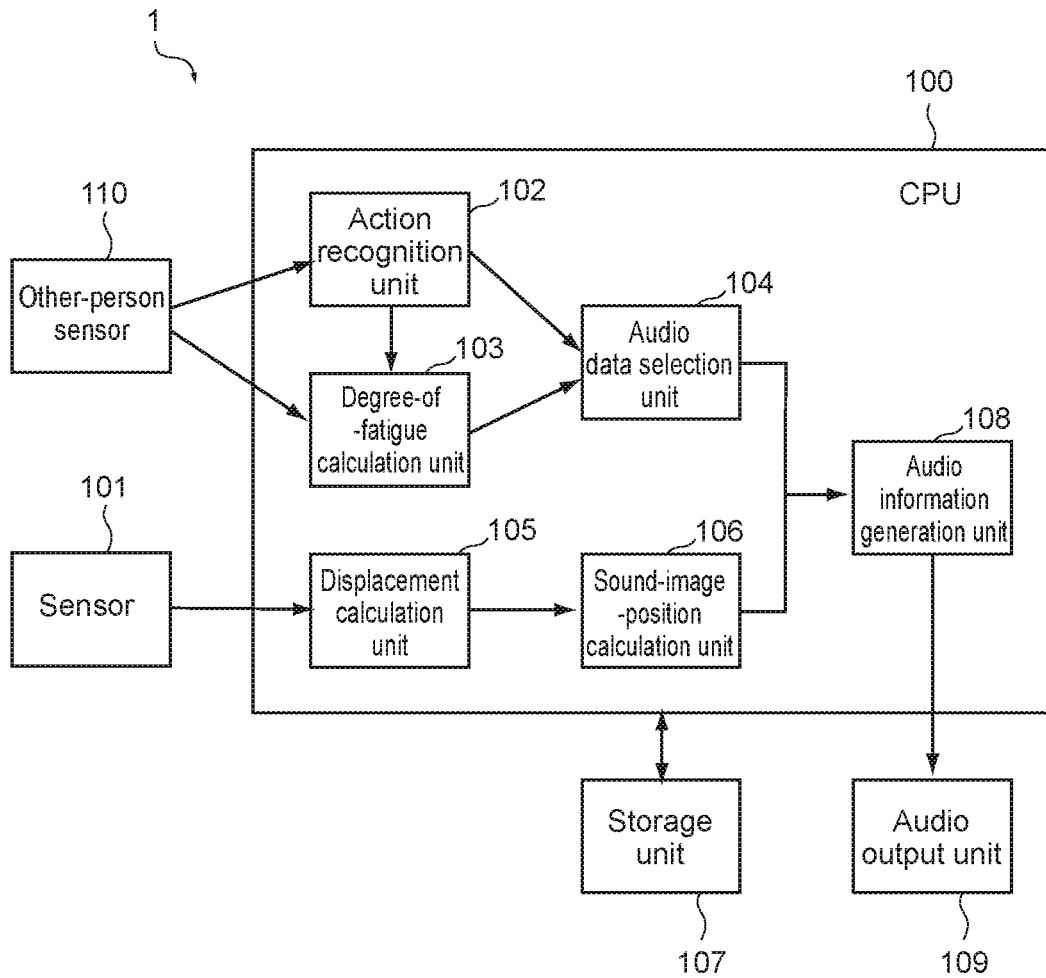 1
100
CPU
110
Other-person
sensor
102
Action
recognition
unit
104
Audio
data selection
unit
103
Degree-of
-fatigue
calculation unit
108
Audio
information
generation unit
101
Sensor
105
Displacement
calculation
unit
106
Sound-image
-position
calculation unit
Storage
unit
107
Audio
output unit
109